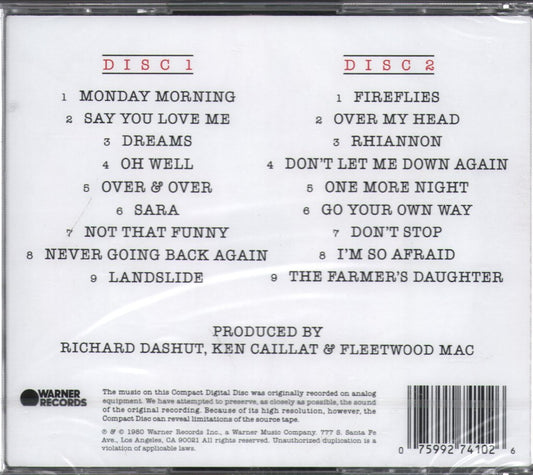 DISC 1
1 MONDAY MORNING
2 SAY YOU LOVE ME
3 DREAMS
4 OH WELL
5 OVER & OVER
6 SARA
7 NOT THAT FUNNY
8 NEVER GOING BACK AGAIN
9 LANDSLIDE
DISC 2
1 FIREFLIES
2 OVER MY HEAD
3 RHIANNON
4 DON'T LET ME DOWN AGAIN
5 ONE MORE NIGHT
6 GO YOUR OWN WAY
7 DON'T STOP
8 I'M SO AFRAID
9 THE FARMER'S DAUGHTER
PRODUCED BY
RICHARD DASHUT, KEN CAILLAT & FLEETWOOD MAC
WARNER
RECORDS
The music on this Compact Digital Disc was originally recorded on analog
equipment. We have attempted to preserve, as closely as possible, the sound
of the original recording. Because of its high resolution, however, the
Compact Disc can reveal limitations of the source tape.
℗ & © 1980 Warner Records Inc., a Warner Music Company. 777 S. Santa Fe
Ave., Los Angeles, CA 90021 All rights reserved. Unauthorized duplication is a
violation of applicable laws.
0 75992 74102 6